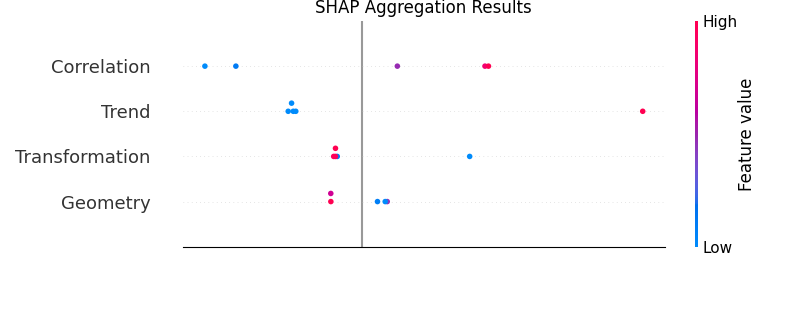 SHAP Aggregation Results
High
Correlation
Trend
Transformation
Geometry
Feature value
Low